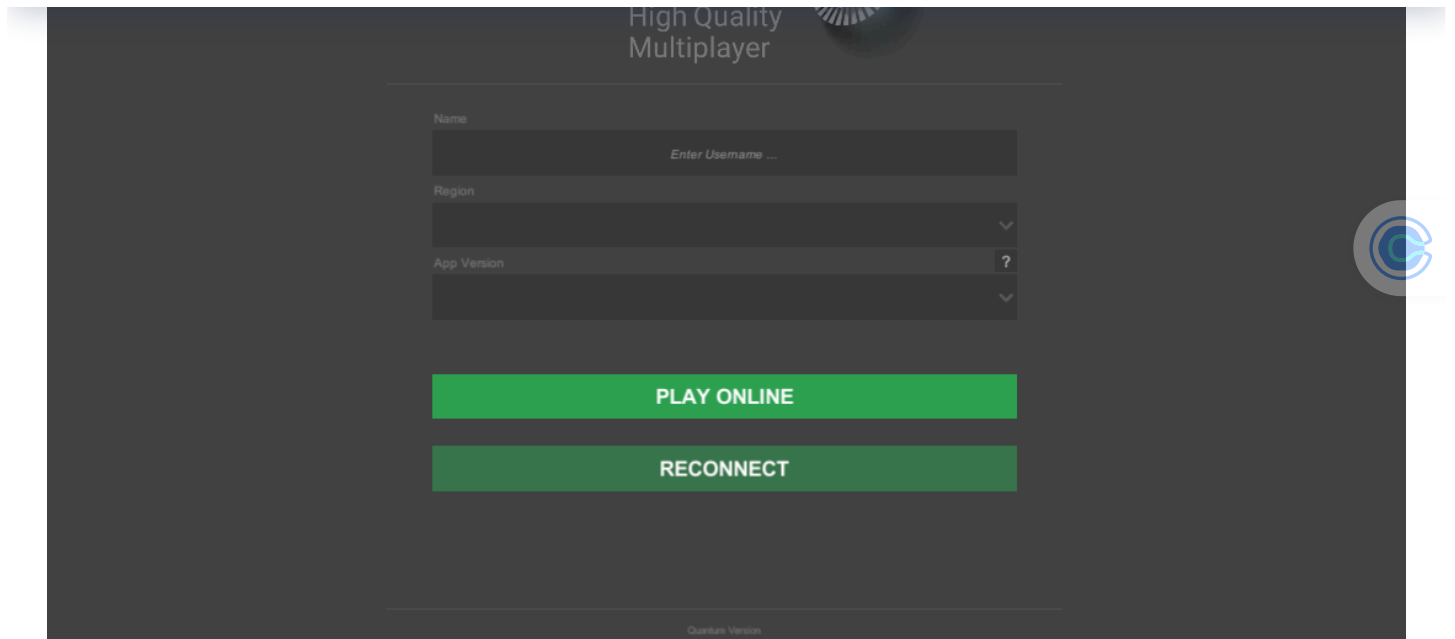 High Quality
Multiplayer
Name
Enter Username ...
Region
App Version
?
PLAY ONLINE
RECONNECT
Quantum Version